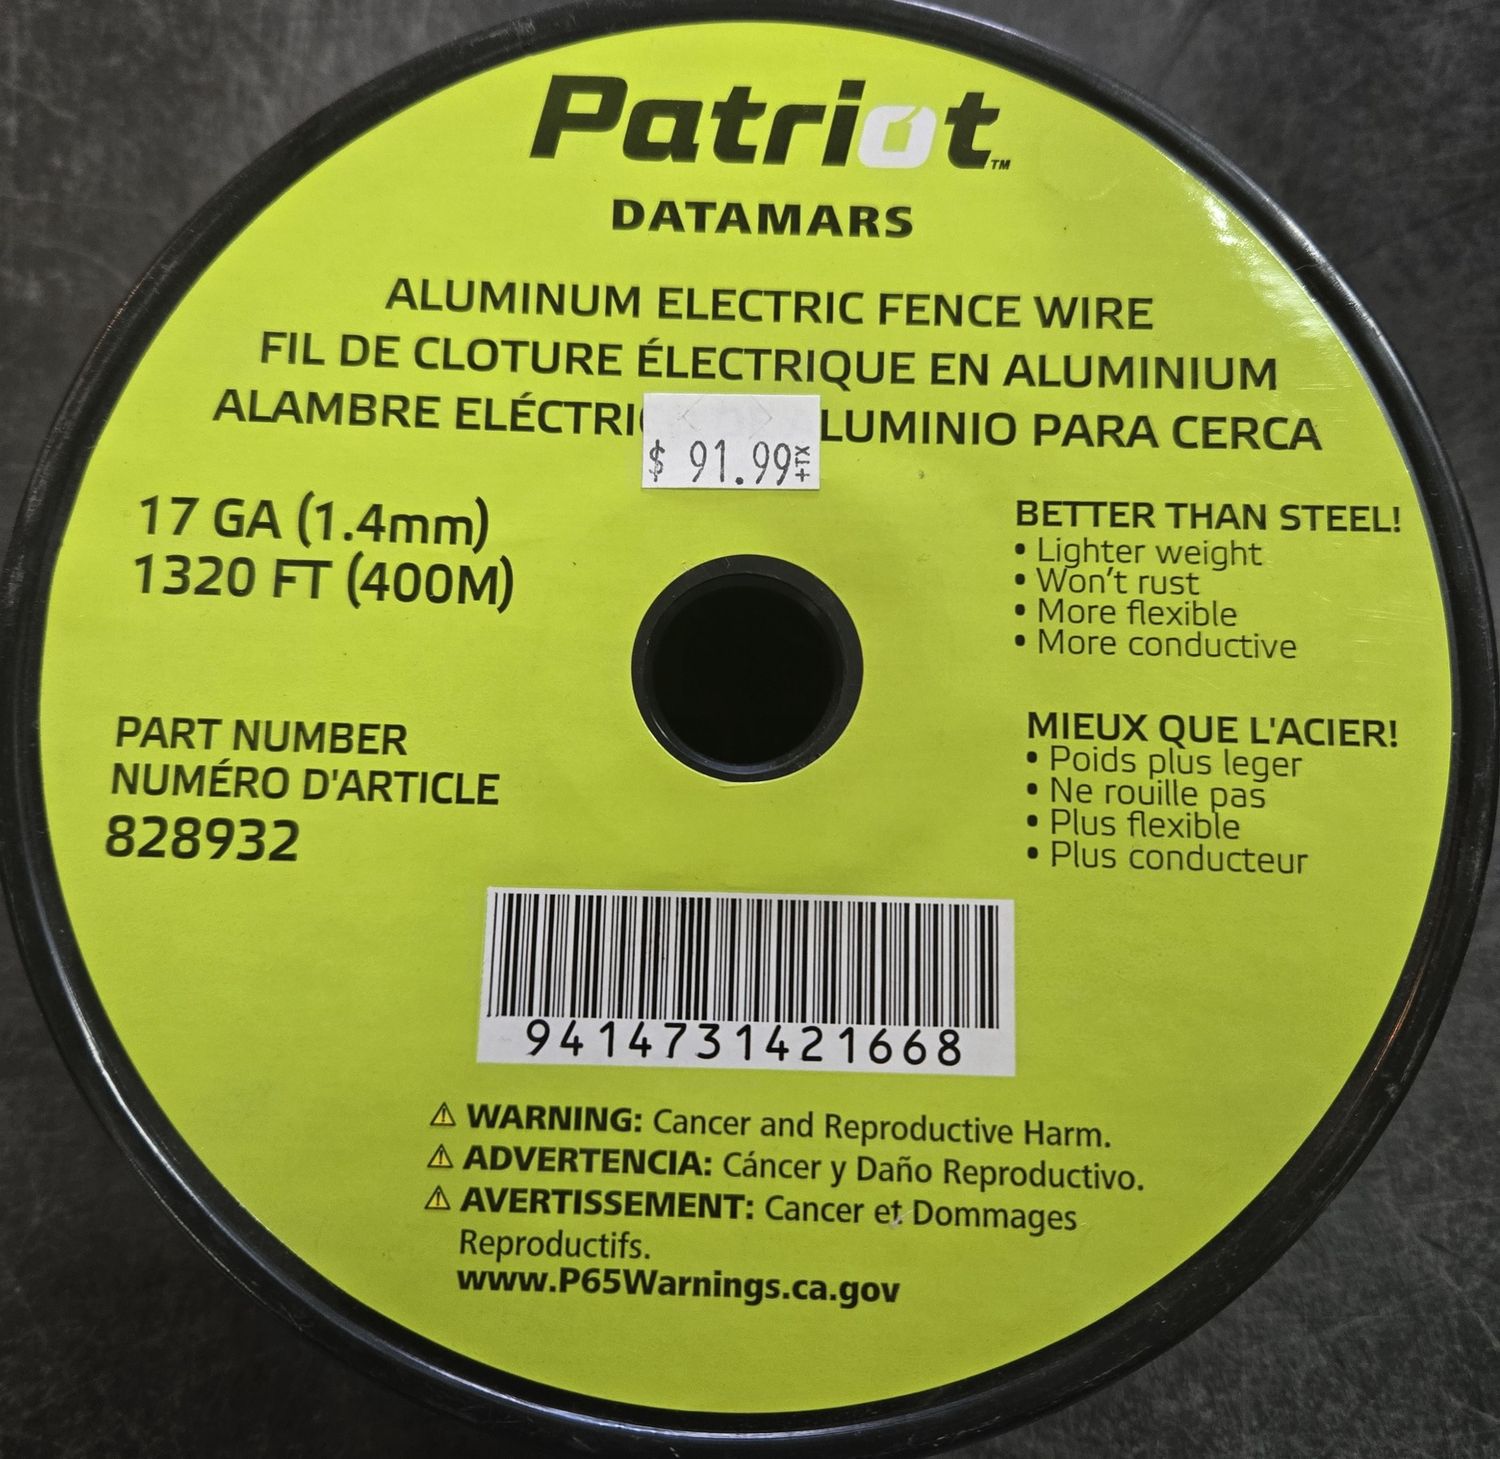 Patriot™
DATAMARS
ALUMINUM ELECTRIC FENCE WIRE
FIL DE CLOTURE ÉLECTRIQUE EN ALUMINIUM
ALAMBRE ELÉCTRI LUMINIO PARA CERCA
$ 91.99+TX
17 GA (1.4mm)
1320 FT (400M)
BETTER THAN STEEL!
• Lighter weight
• Won't rust
• More flexible
• More conductive
PART NUMBER
NUMÉRO D'ARTICLE
828932
MIEUX QUE L'ACIER!
• Poids plus leger
• Ne rouille pas
• Plus flexible
• Plus conducteur
9414731421668
⚠ WARNING: Cancer and Reproductive Harm.
⚠ ADVERTENCIA: Cáncer y Daño Reproductivo.
⚠ AVERTISSEMENT: Cancer et Dommages
Reproductifs.
www.P65Warnings.ca.gov